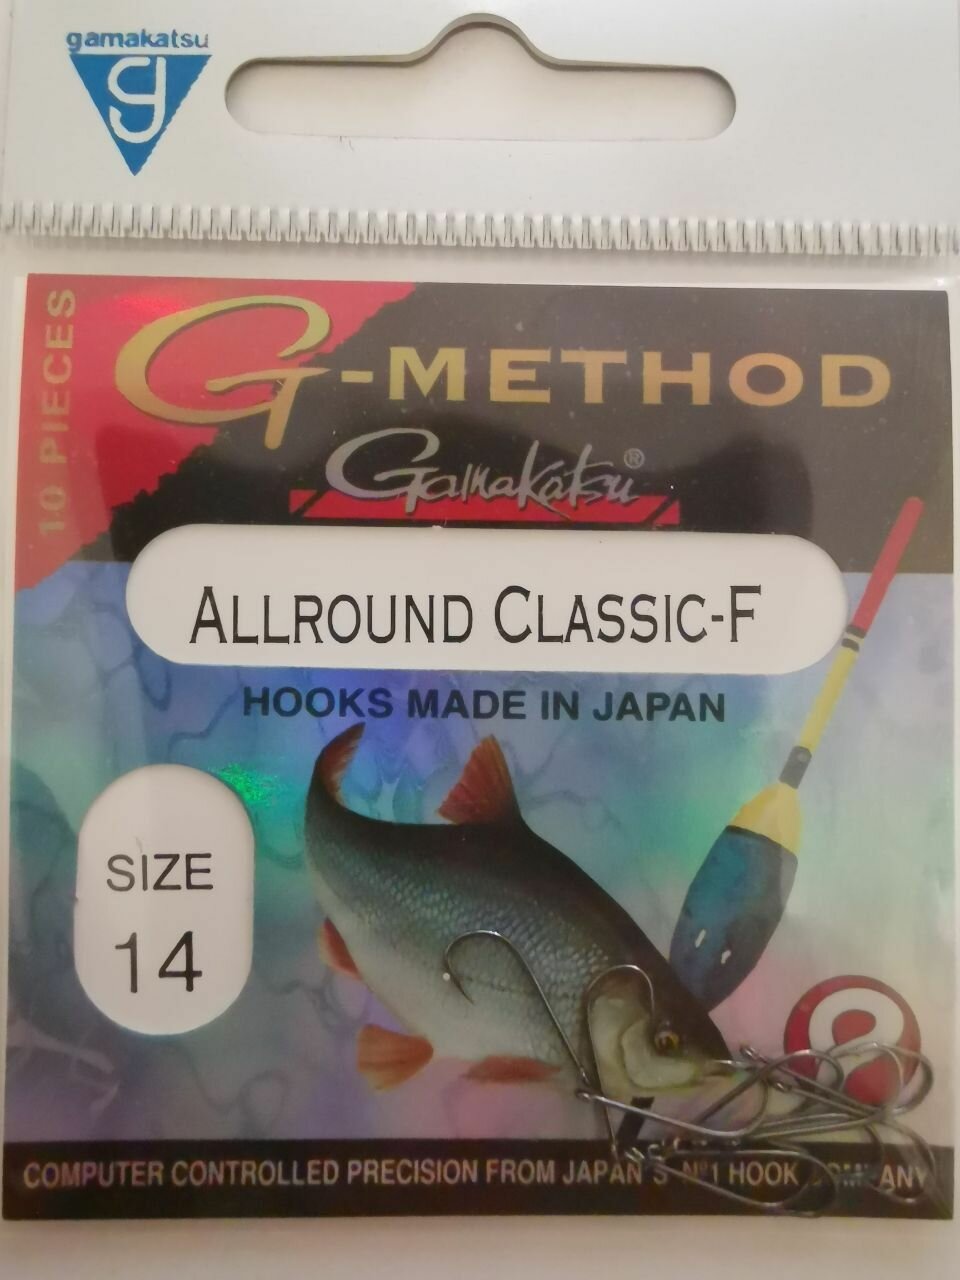 gamakatsu
g
10 PIECES
G-METHOD
Gamakatsu®
ALLROUND CLASSIC-F
HOOKS MADE IN JAPAN
SIZE
14
COMPUTER CONTROLLED PRECISION FROM JAPAN'S Nº1 HOOK COMPANY